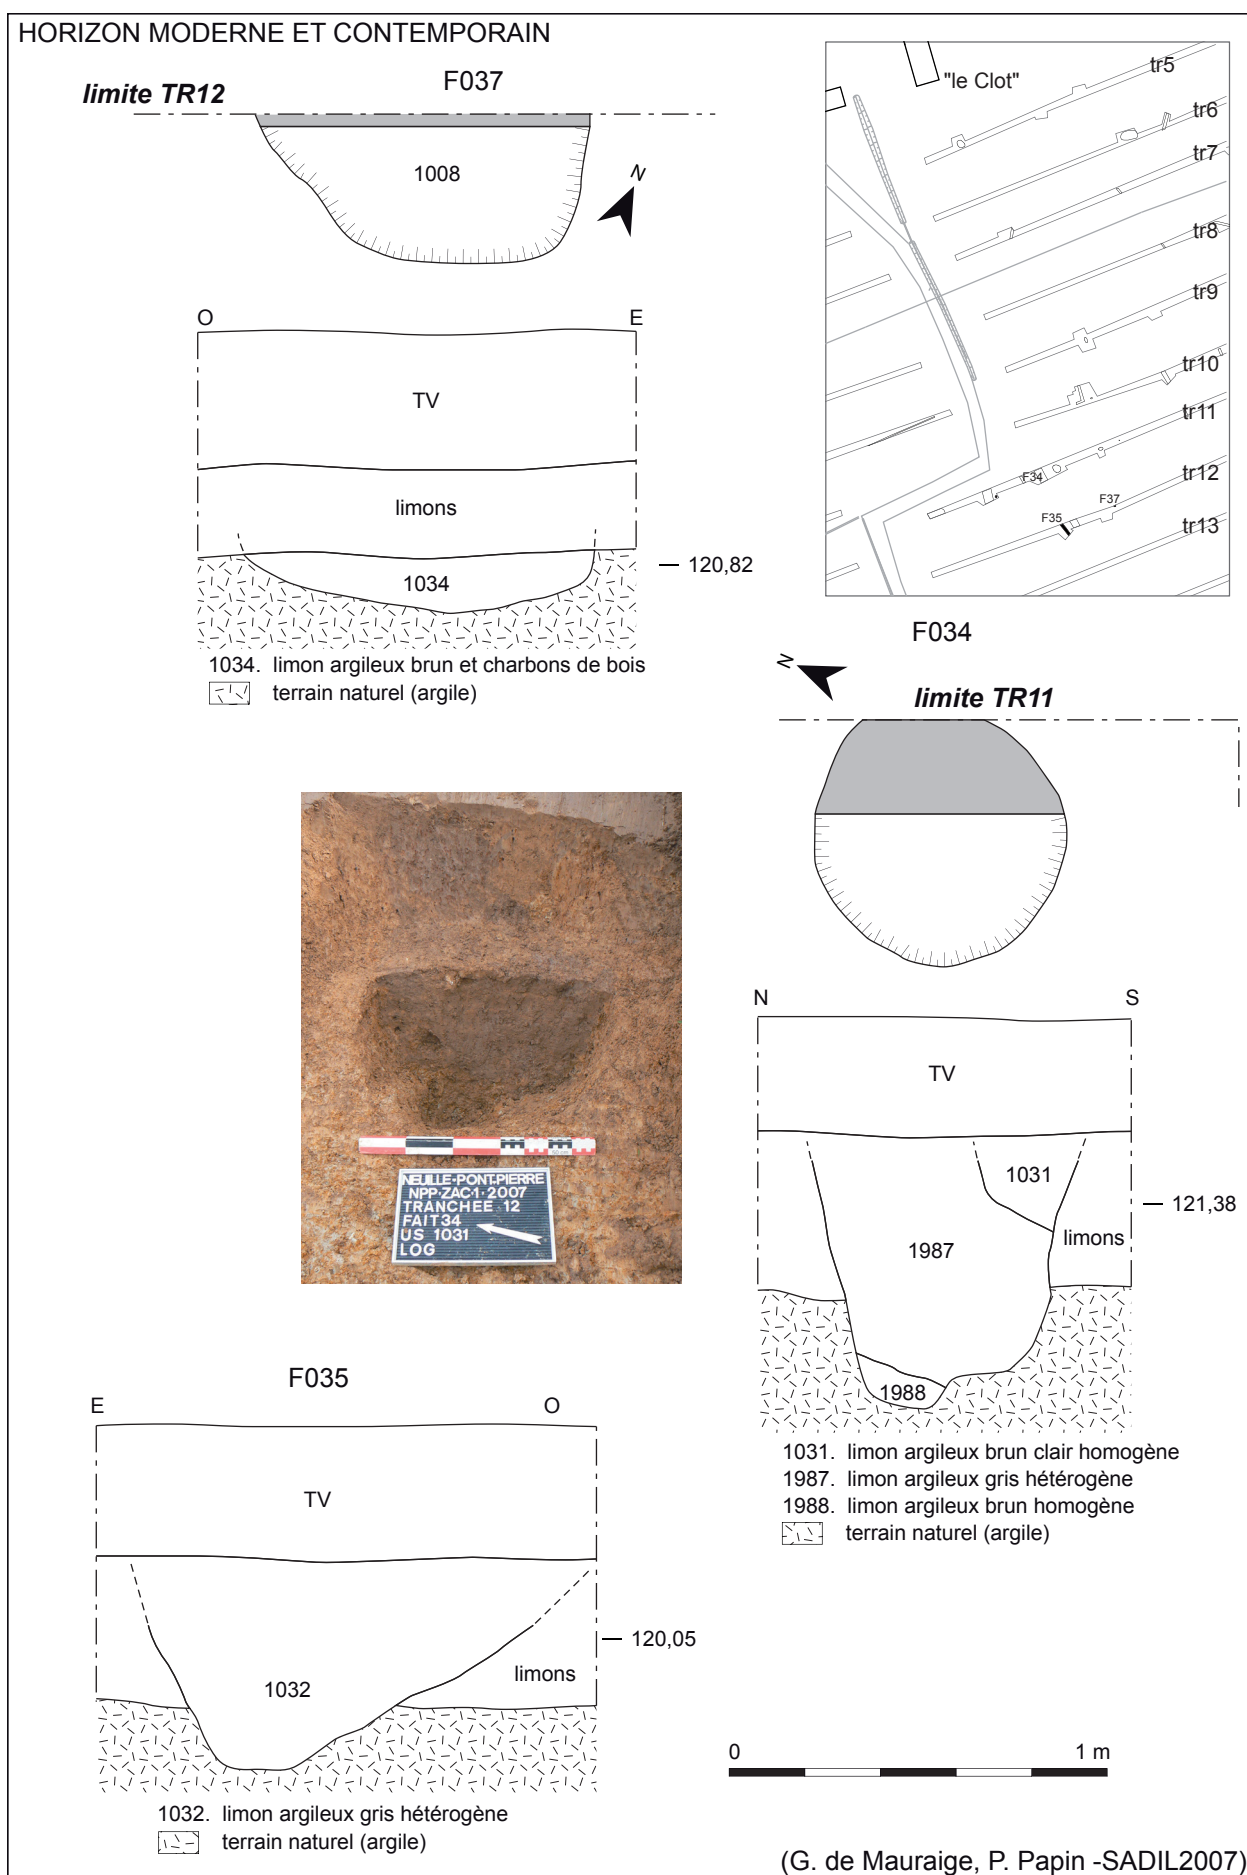 HORIZON MODERNE ET CONTEMPORAIN
limite TR12
F037
1008
N
O
E
TV
limons
1034
120,82
1034. limon argileux brun et charbons de bois
terrain naturel (argile)
"le Clot"
tr5
tr6
tr7
tr8
tr9
tr10
tr11
F34
tr12
F37
F35
tr13
F034
N
limite TR11
N
S
TV
1031
121,38
1987
limons
1988
1031. limon argileux brun clair homogène
1987. limon argileux gris hétérogène
1988. limon argileux brun homogène
terrain naturel (argile)
50 cm
NEUILLE·PONT·PIERRE
NPP·ZAC·1·2007
TRANCHEE 12
FAIT 34
US 1031
LOG
F035
E
O
TV
120,05
limons
1032
1032. limon argileux gris hétérogène
terrain naturel (argile)
0
1 m
(G. de Mauraige, P. Papin -SADIL2007)